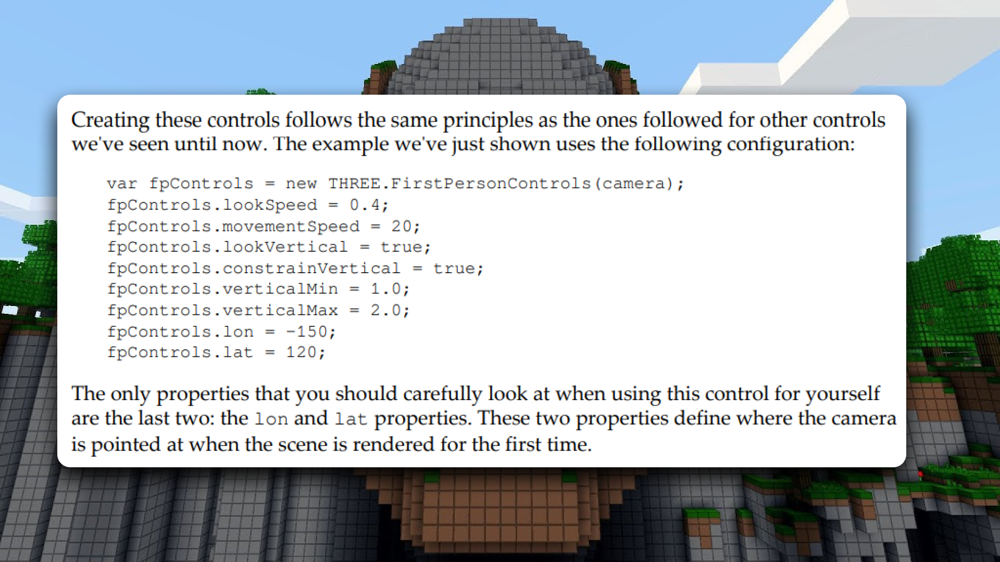 Creating these controls follows the same principles as the ones followed for other controls
we've seen until now. The example we've just shown uses the following configuration:
var fpControls = new THREE.FirstPersonControls(camera);
fpControls.lookSpeed = 0.4;
fpControls.movementSpeed = 20;
fpControls.lookVertical = true;
fpControls.constrainVertical = true;
fpControls.verticalMin = 1.0;
fpControls.verticalMax = 2.0;
fpControls.lon = -150;
fpControls.lat = 120;
The only properties that you should carefully look at when using this control for yourself
are the last two: the lon and lat properties. These two properties define where the camera
is pointed at when the scene is rendered for the first time.